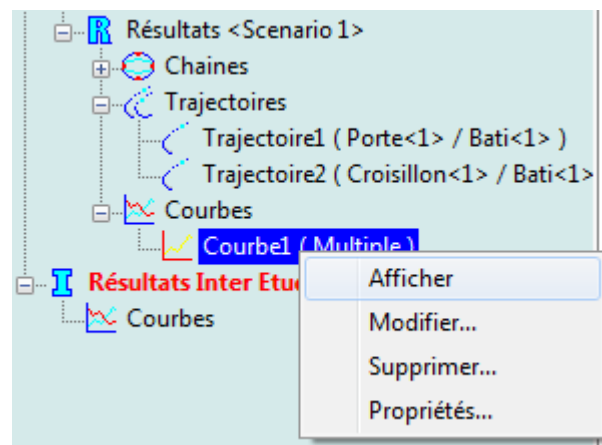 Résultats <Scenario 1>
Chaines
Trajectoires
Trajectoire1 ( Porte<1> / Bati<1> )
Trajectoire2 ( Croisillon<1> / Bati<1>
Courbes
Courbe1 ( Multiple )
Résultats Inter Etu
Courbes
Afficher
Modifier...
Supprimer...
Propriétés...